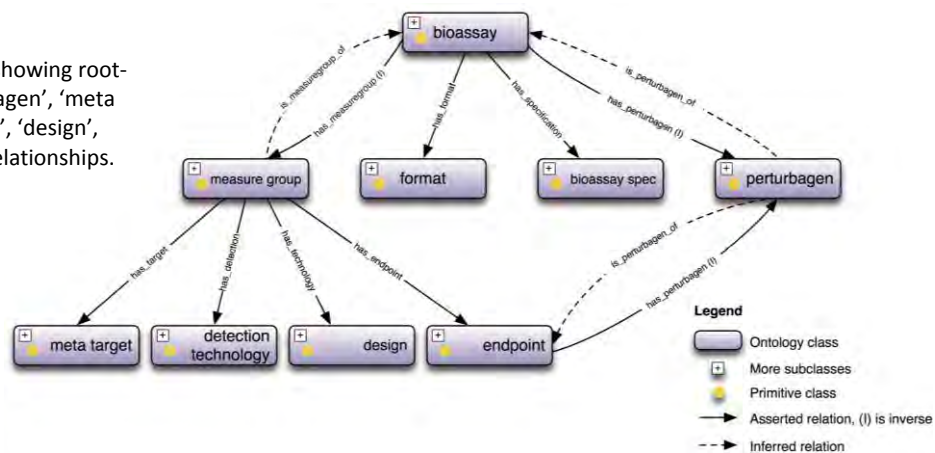 howing root-
agen’, ‘meta
’, ‘design’,
elationships.
bioassay
is_measuregroup_of
has_measuregroup (I)
has_format
has_specification
has_perturbagen (I)
is_perturbagen_of
measure group
format
bioassay spec
perturbagen
has_target
has_detection
has_technology
has_endpoint
is_perturbagen_of
has_perturbagen (I)
meta target
detection
technology
design
endpoint
Legend
Ontology class
More subclasses
Primitive class
Asserted relation, (I) is inverse
Inferred relation